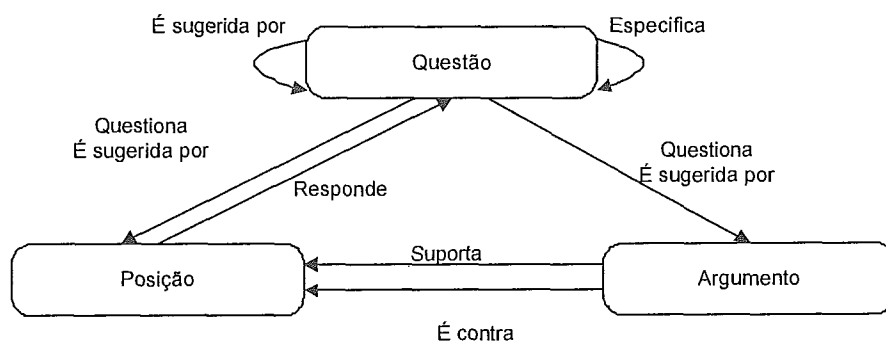 É sugerida por
Especifica
Questão
Questiona
É sugerida por
Questiona
É sugerida por
Responde
Suporta
Posição
Argumento
É contra